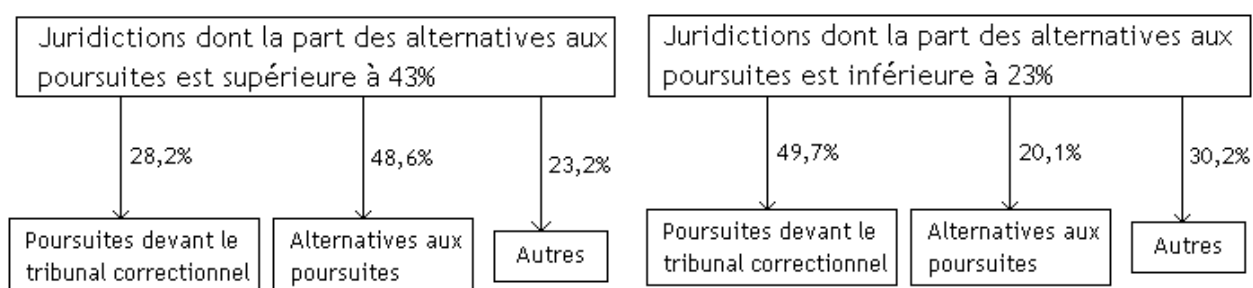 Juridictions dont la part des alternatives aux
poursuites est supérieure à 43%
28,2%
48,6%
23,2%
Poursuites devant le
tribunal correctionnel
Alternatives aux
poursuites
Autres
Juridictions dont la part des alternatives aux
poursuites est inférieure à 23%
49,7%
20,1%
30,2%
Poursuites devant le
tribunal correctionnel
Alternatives aux
poursuites
Autres